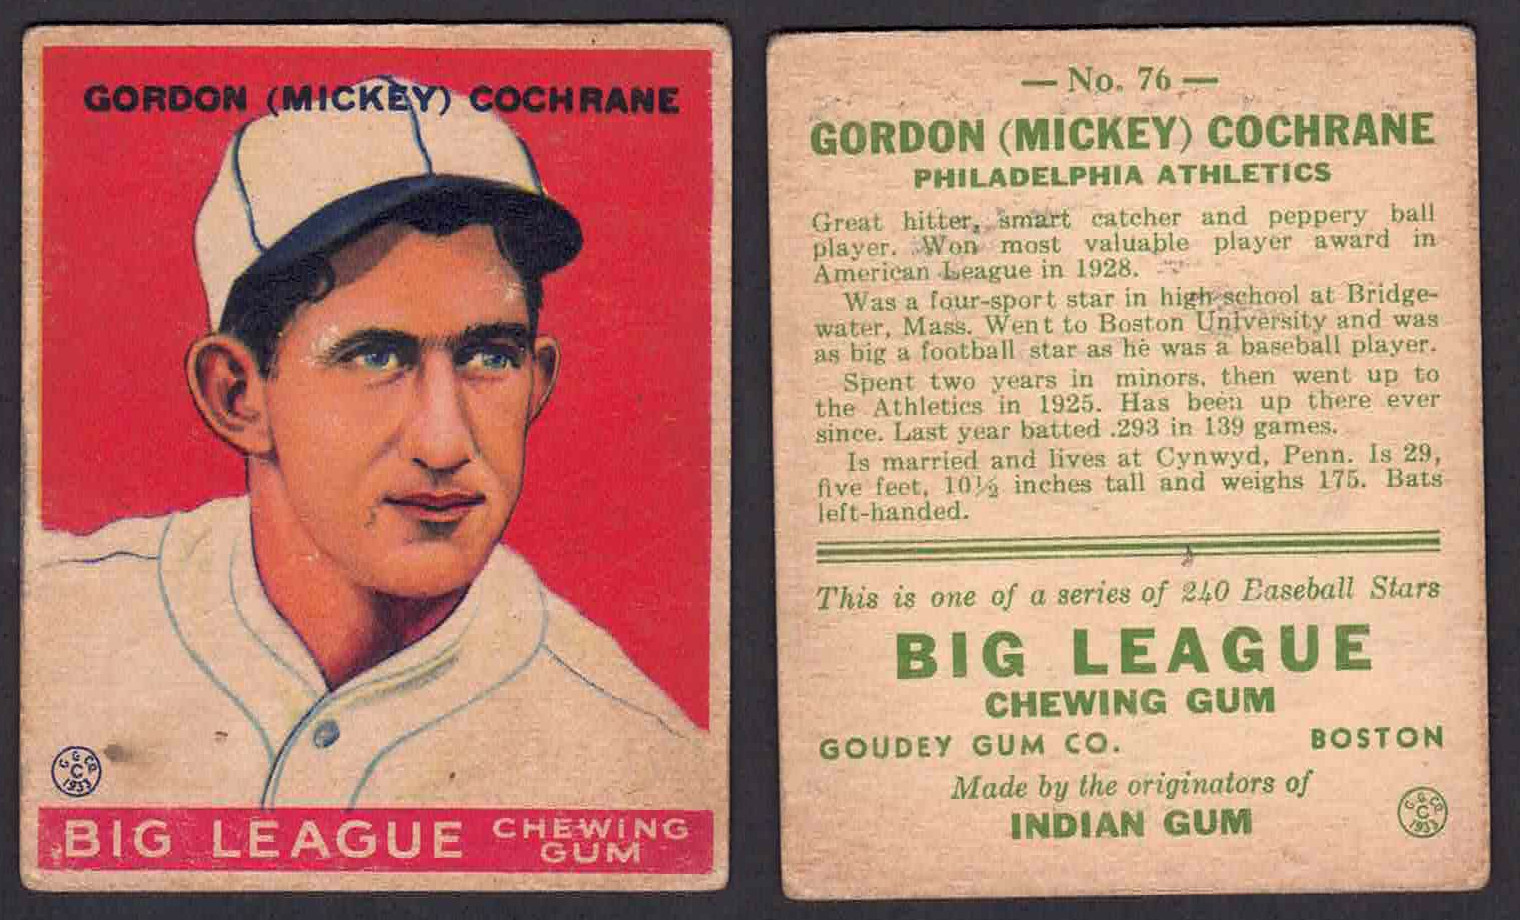 GORDON (MICKEY) COCHRANE
G. G. CO.
C
1933
BIG LEAGUE CHEWING GUM
— No. 76 —
GORDON (MICKEY) COCHRANE
PHILADELPHIA ATHLETICS
Great hitter, smart catcher and peppery ball
player. Won most valuable player award in
American League in 1928.
Was a four-sport star in high school at Bridge-
water, Mass. Went to Boston University and was
as big a football star as he was a baseball player.
Spent two years in minors, then went up to
the Athletics in 1925. Has been up there ever
since. Last year batted .293 in 139 games.
Is married and lives at Cynwyd, Penn. Is 29,
five feet, 10½ inches tall and weighs 175. Bats
left-handed.
This is one of a series of 240 Baseball Stars
BIG LEAGUE
CHEWING GUM
GOUDEY GUM CO. BOSTON
Made by the originators of
INDIAN GUM
G. G. CO.
C
1933